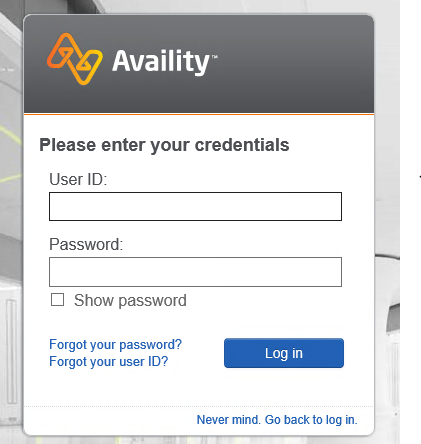 Availity™
Please enter your credentials
User ID:
Password:
Show password
Forgot your password?
Forgot your user ID?
Log in
Never mind. Go back to log in.